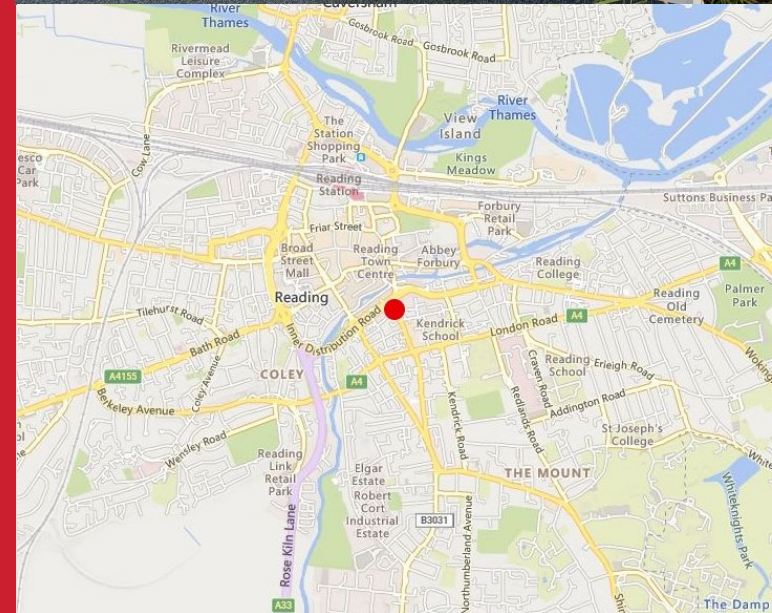 Caversham
River
Thames
Gosbrook Road
Gosbrook Road
Rivermead
Leisure
Complex
River
Thames
View
Island
The
Station
Shopping
Park
Kings
Meadow
Cow Lane
Car
Park
Reading
Station
Suttons Business Pa
Forbury
Retail
Park
Friar Street
Broad
Street
Mall
Reading
Town
Centre
Abbey
Forbury
Reading
College
A4
Reading
Palmer
Park
Reading
Old
Cemetery
Tilehurst Road
Inner Distribution Road
Kendrick
School
London Road
A4
Bath Road
A4155
COLEY
Coley Avenue
A4
Craven Road
Reading
School
Erleigh Road
Woking
Berkeley Avenue
Kendrick Road
Redlands Road
Addington Road
St Joseph's
College
Wensley Road
Reading
Link
Retail
Park
Elgar
Estate
Robert
Cort
Industrial
Estate
THE MOUNT
White
Whiteknights Park
B3031
Northumberland Avenue
Rose Kiln Lane
A33
Shi
The Damp